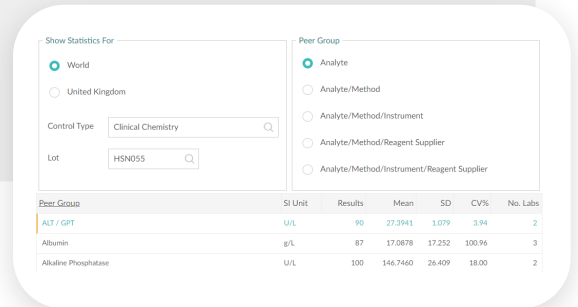 Show Statistics For
World
United Kingdom
Control Type Clinical Chemistry
Lot HSN055
Peer Group
Analyte
Analyte/Method
Analyte/Method/Instrument
Analyte/Method/Reagent Supplier
Analyte/Method/Instrument/Reagent Supplier
Peer Group SI Unit Results Mean SD CV% No. Labs
ALT / GPT U/L 90 27.3941 1.079 3.94 2
Albumin g/L 87 17.0878 17.252 100.96 3
Alkaline Phosphatase U/L 100 146.7460 26.409 18.00 2